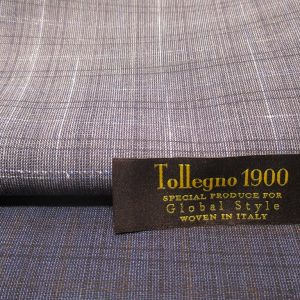 Tollegno 1900
SPECIAL PRODUCE FOR
Global Style
WOVEN IN ITALY